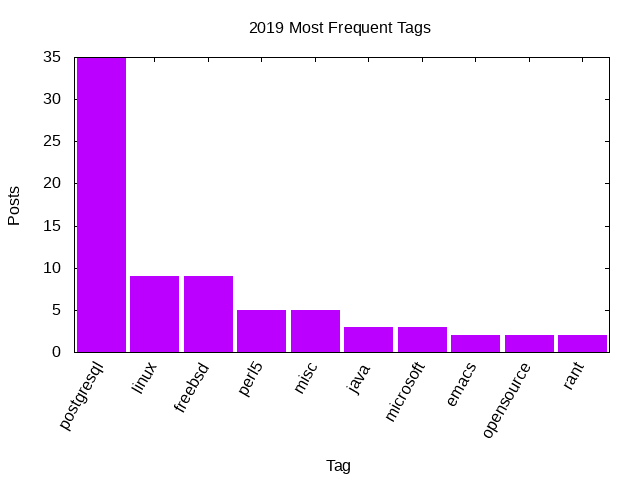 2019 Most Frequent Tags
35
30
25
20
15
10
5
0
Posts
postgresql
linux
freebsd
perl5
misc
java
microsoft
emacs
opensource
rant
Tag